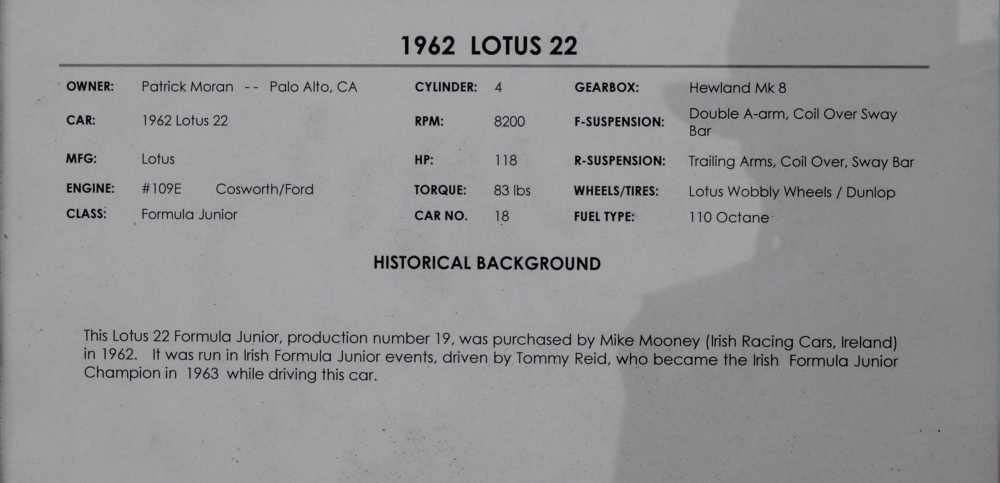 1962 LOTUS 22
OWNER: Patrick Moran -- Palo Alto, CA CYLINDER: 4 GEARBOX: Hewland Mk 8
CAR: 1962 Lotus 22 RPM: 8200 F-SUSPENSION: Double A-arm, Coil Over Sway
Bar
MFG: Lotus HP: 118 R-SUSPENSION: Trailing Arms, Coil Over, Sway Bar
ENGINE: #109E Cosworth/Ford TORQUE: 83 lbs WHEELS/TIRES: Lotus Wobbly Wheels / Dunlop
CLASS: Formula Junior CAR NO. 18 FUEL TYPE: 110 Octane
HISTORICAL BACKGROUND
This Lotus 22 Formula Junior, production number 19, was purchased by Mike Mooney (Irish Racing Cars, Ireland)
in 1962. It was run in Irish Formula Junior events, driven by Tommy Reid, who became the Irish Formula Junior
Champion in 1963 while driving this car.